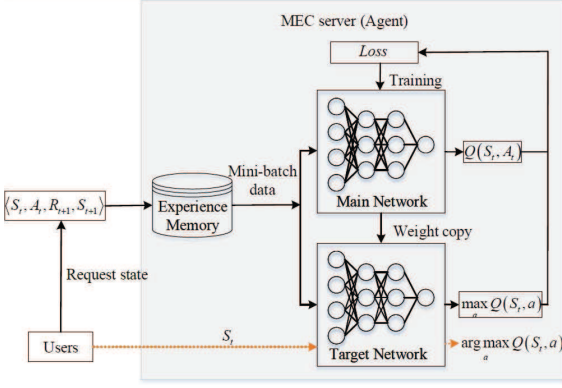 MEC server (Agent)
Loss
Training
Q(S_t, A_t)
Mini-batch
data
⟨S_t, A_t, R_{t+1}, S_{t+1}⟩
Experience
Memory
Main Network
Weight copy
Request state
max_a Q(S_t, a)
Users
S_t
Target Network
arg max_a Q(S_t, a)